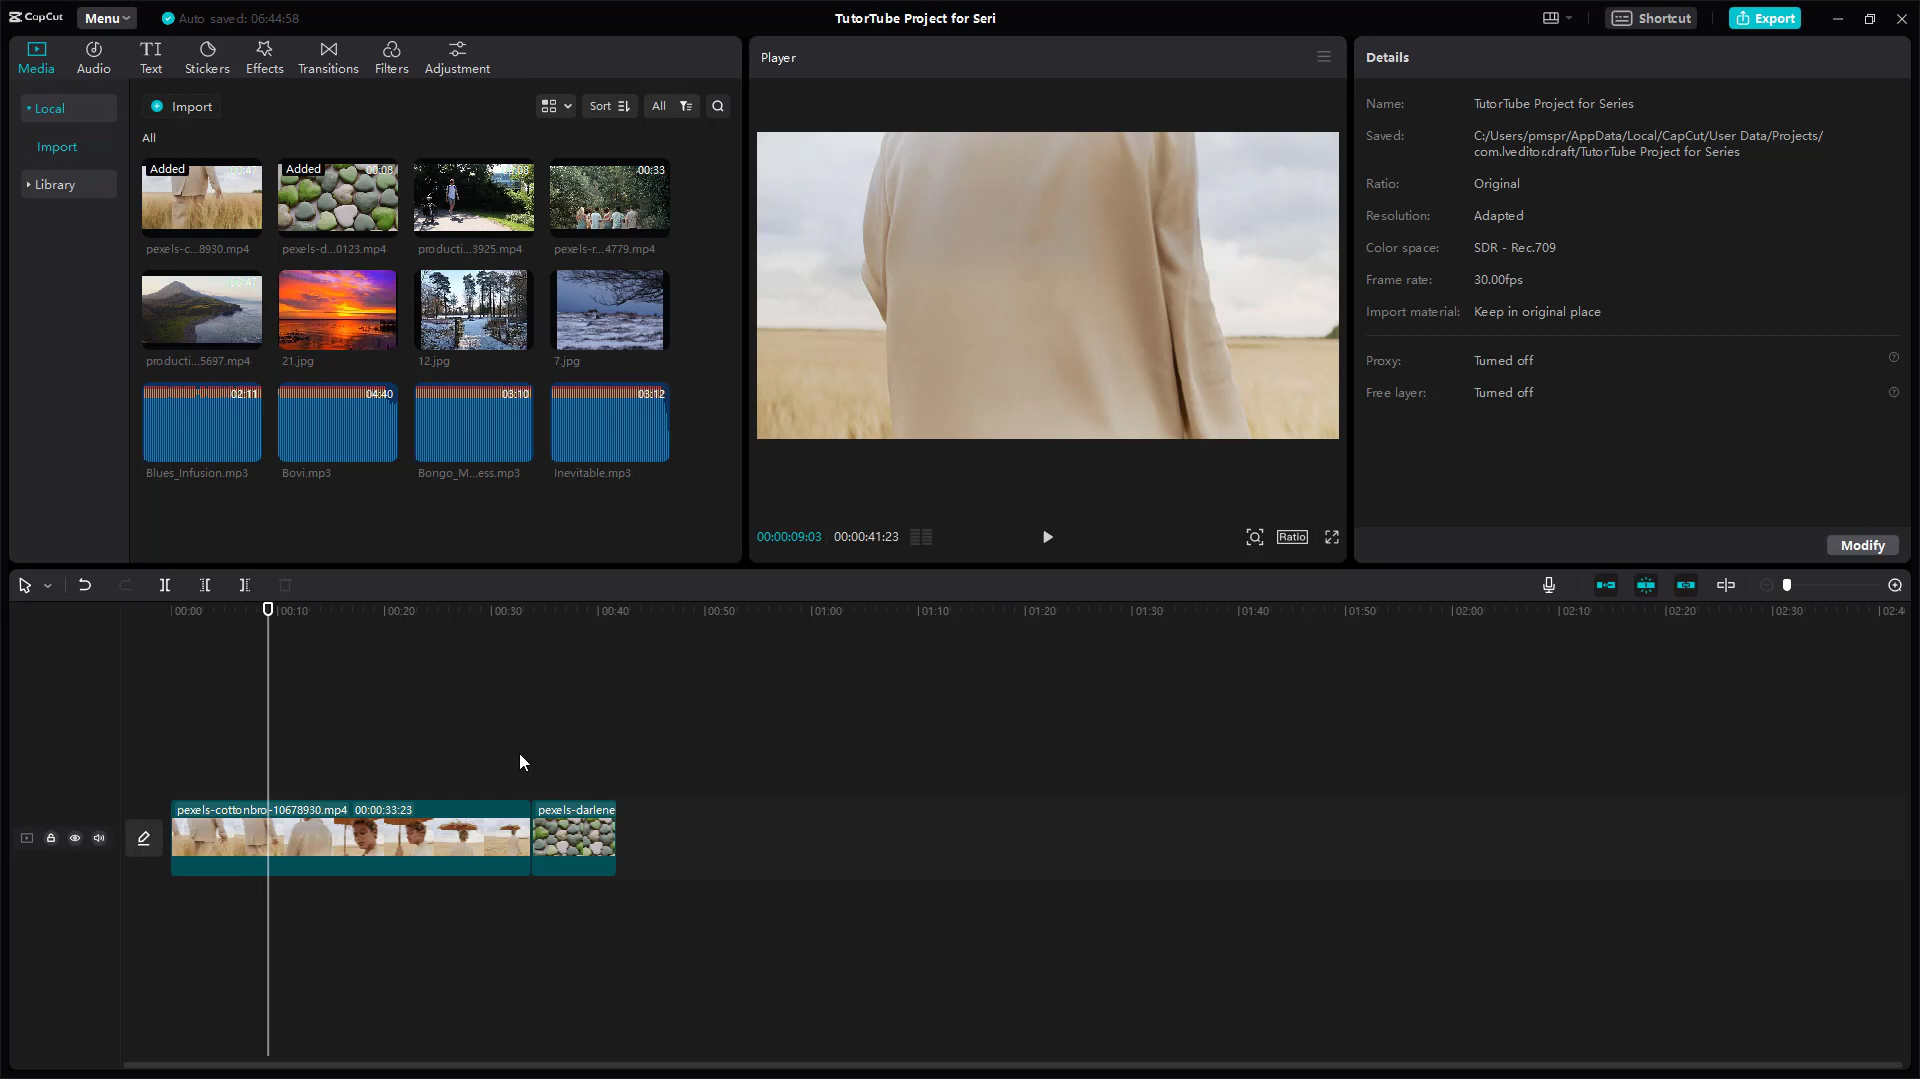 CapCut
Menu
Auto saved: 06:44:58
TutorTube Project for Seri
Shortcut
Export
Media
Audio
TI
Text
Stickers
Effects
Transitions
Filters
Adjustment
Player
Details
Local
Import
Library
Import
Sort
All
All
Added
00:47
pexels-c...8930.mp4
Added
00:08
pexels-d...0123.mp4
00:08
producti...3925.mp4
00:33
pexels-r...4779.mp4
00:47
producti...5697.mp4
21.jpg
12.jpg
7.jpg
02:11
Blues_Infusion.mp3
04:40
Bovi.mp3
03:10
Bongo_M...ess.mp3
03:12
Inevitable.mp3
00:00:09:03
00:00:41:23
Ratio
Name: TutorTube Project for Series
Saved: C:/Users/pmspr/AppData/Local/CapCut/User Data/Projects/
com.lveditor.draft/TutorTube Project for Series
Ratio: Original
Resolution: Adapted
Color space: SDR - Rec.709
Frame rate: 30.00fps
Import material: Keep in original place
Proxy: Turned off
Free layer: Turned off
Modify
00:00
00:10
00:20
00:30
00:40
00:50
01:00
01:10
01:20
01:30
01:40
01:50
02:00
02:10
02:20
02:30
02:4
pexels-cottonbro-10678930.mp4 00:00:33:23
pexels-darlene